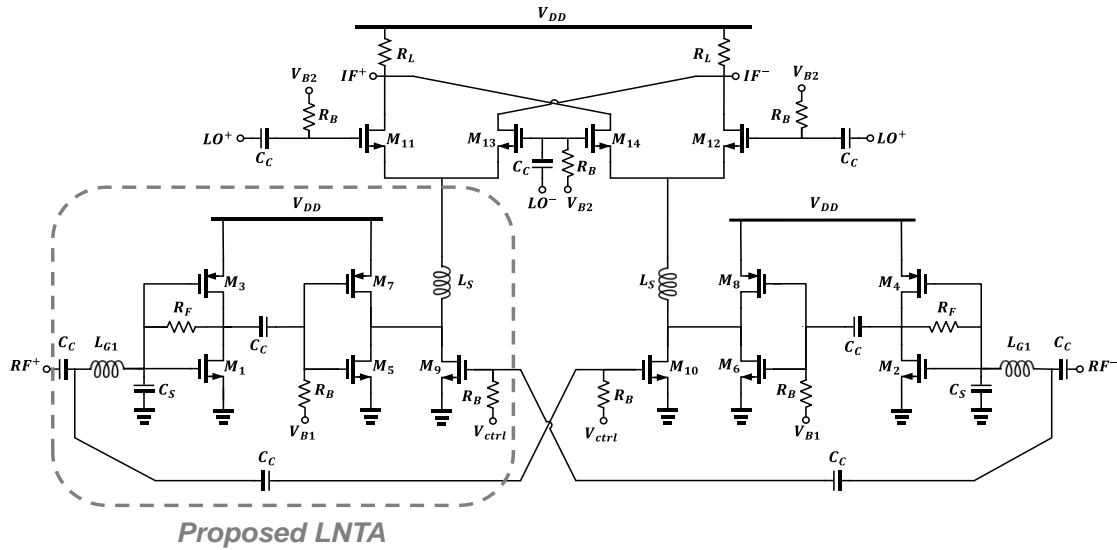 V_DD
R_L
R_L
IF⁺
IF⁻
V_B2
V_B2
R_B
R_B
LO⁺
C_C
M_11
M_13
M_14
M_12
C_C
LO⁺
C_C
R_B
LO⁻
V_B2
V_DD
V_DD
M_3
M_7
L_S
L_S
M_8
M_4
R_F
R_F
C_C
C_C
RF⁺
C_C
L_G1
M_1
M_5
M_9
M_10
M_6
M_2
L_G1
C_C
RF⁻
C_S
R_B
R_B
R_B
R_B
C_S
V_B1
V_ctrl
V_ctrl
V_B1
C_C
C_C
Proposed LNTA